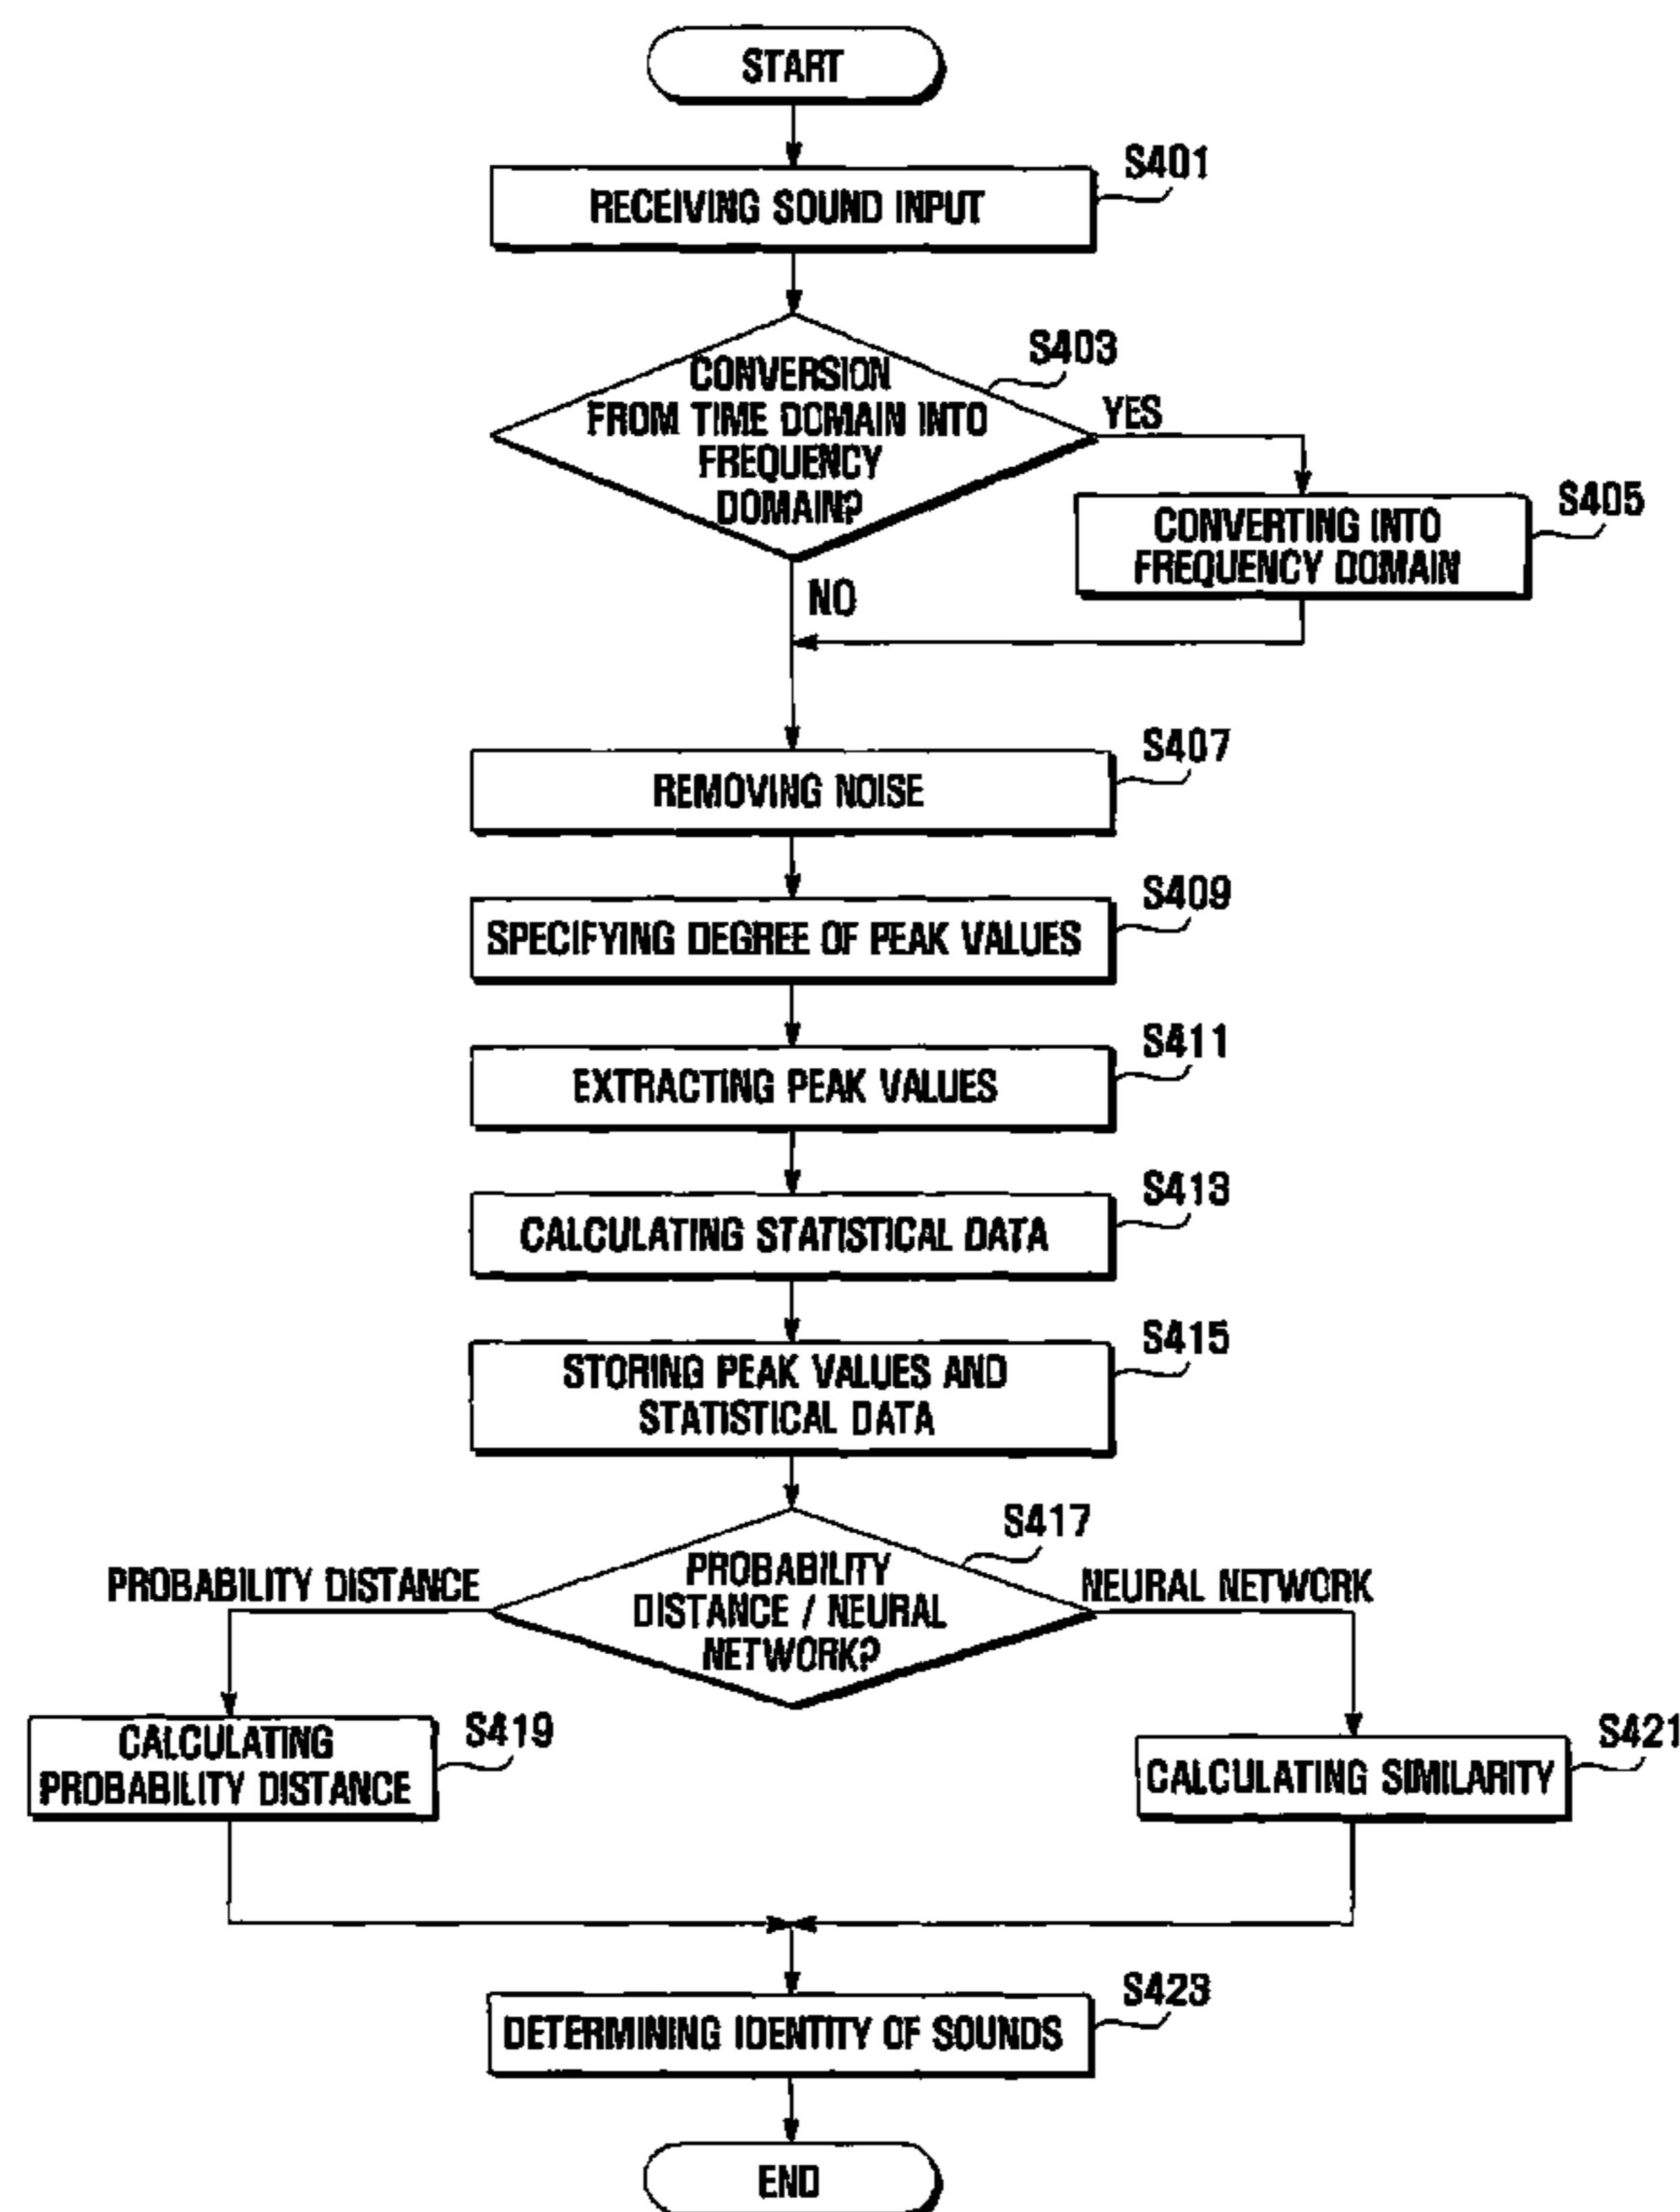 START
S401
RECEIVING SOUND INPUT
S403
CONVERSION
FROM TIME DOMAIN INTO
FREQUENCY
DOMAIN?
YES
S405
CONVERTING INTO
FREQUENCY DOMAIN
NO
S407
REMOVING NOISE
S409
SPECIFYING DEGREE OF PEAK VALUES
S411
EXTRACTING PEAK VALUES
S413
CALCULATING STATISTICAL DATA
S415
STORING PEAK VALUES AND
STATISTICAL DATA
S417
PROBABILITY
DISTANCE / NEURAL
NETWORK?
PROBABILITY DISTANCE
NEURAL NETWORK
S419
CALCULATING
PROBABILITY DISTANCE
S421
CALCULATING SIMILARITY
S423
DETERMINING IDENTITY OF SOUNDS
END